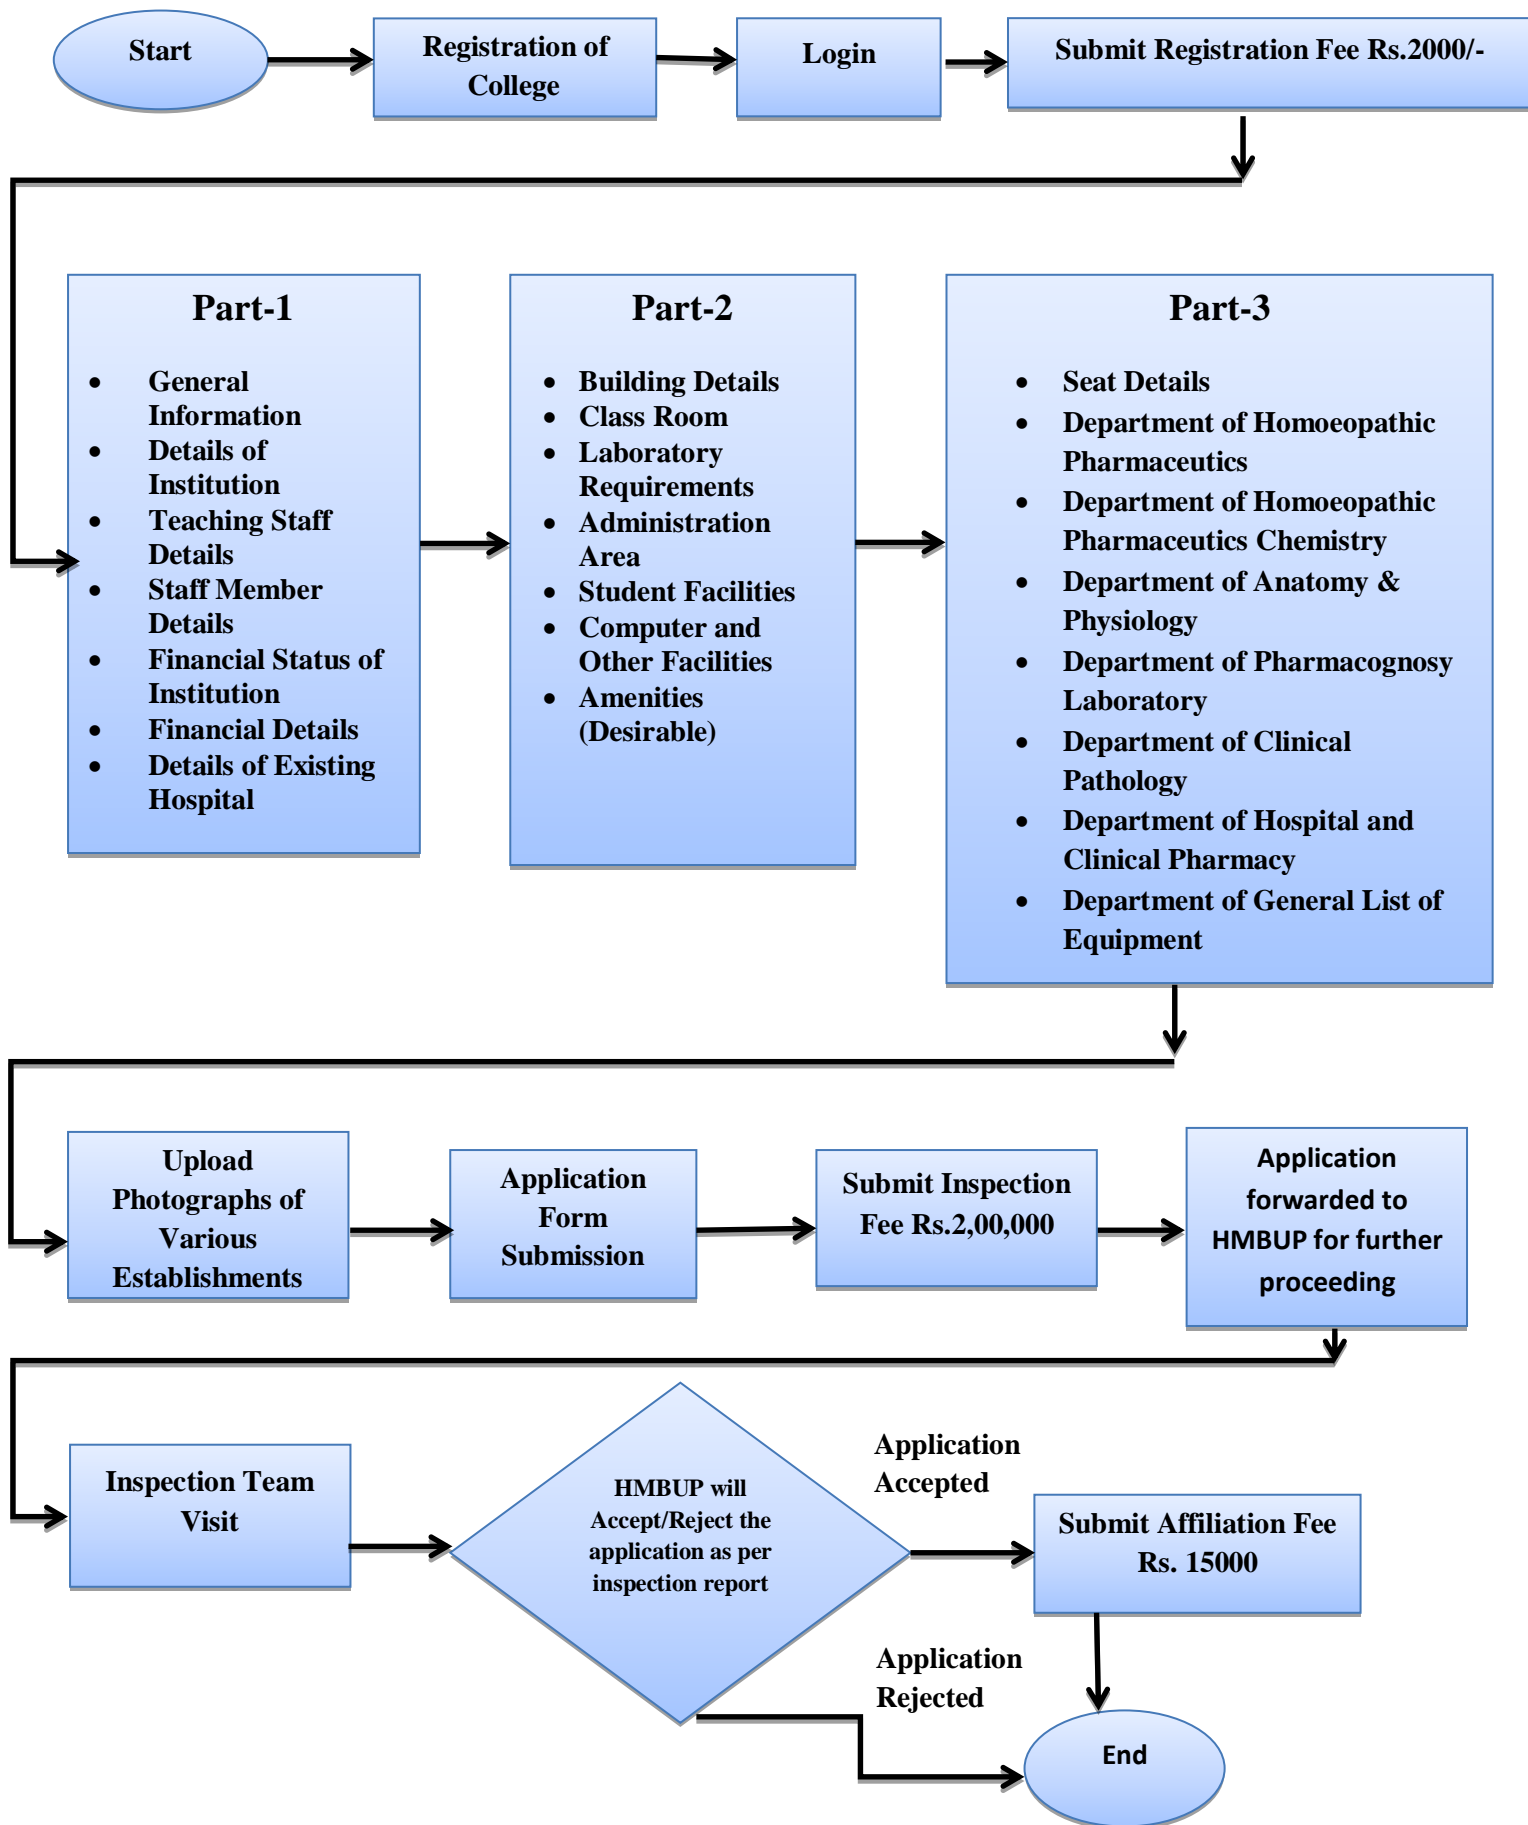 Start
Registration of
College
Login
Submit Registration Fee Rs.2000/-
Part-1
• General
Information
• Details of
Institution
• Teaching Staff
Details
• Staff Member
Details
• Financial Status of
Institution
• Financial Details
• Details of Existing
Hospital
Part-2
• Building Details
• Class Room
• Laboratory
Requirements
• Administration
Area
• Student Facilities
• Computer and
Other Facilities
• Amenities
(Desirable)
Part-3
• Seat Details
• Department of Homoeopathic
Pharmaceutics
• Department of Homoeopathic
Pharmaceutics Chemistry
• Department of Anatomy &
Physiology
• Department of Pharmacognosy
Laboratory
• Department of Clinical
Pathology
• Department of Hospital and
Clinical Pharmacy
• Department of General List of
Equipment
Upload
Photographs of
Various
Establishments
Application
Form
Submission
Submit Inspection
Fee Rs.2,00,000
Application
forwarded to
HMBUP for further
proceeding
Inspection Team
Visit
HMBUP will
Accept/Reject the
application as per
inspection report
Application
Accepted
Submit Affiliation Fee
Rs. 15000
Application
Rejected
End